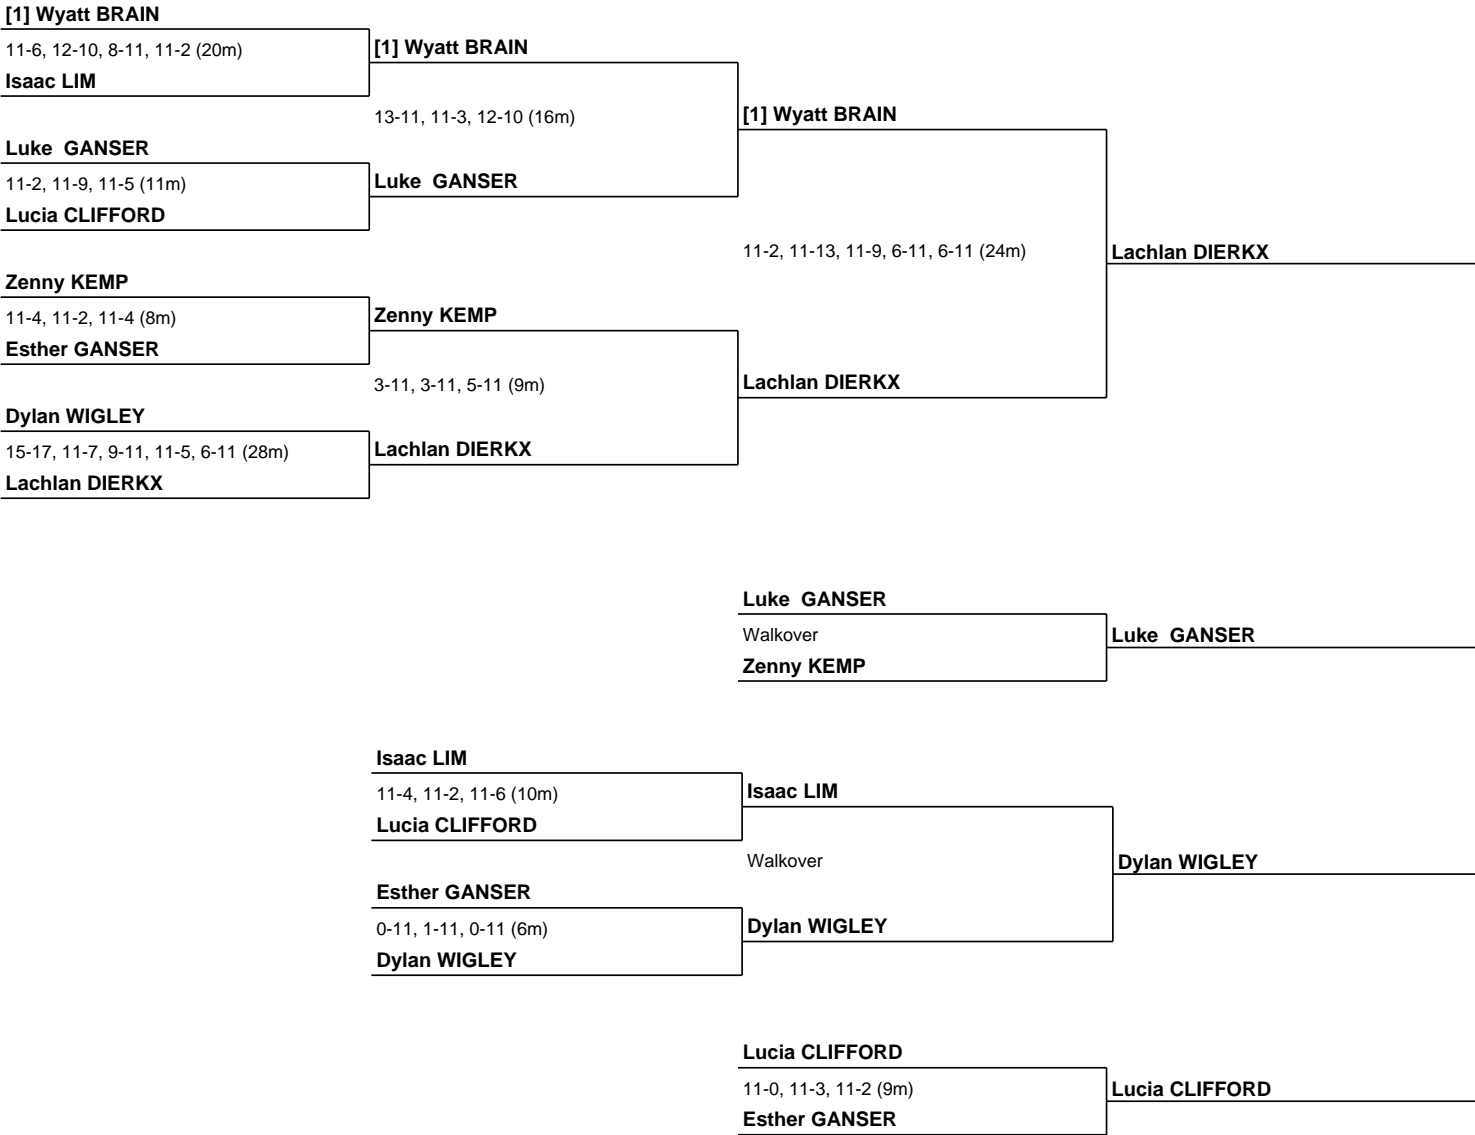 [1] Wyatt BRAIN
11-6, 12-10, 8-11, 11-2 (20m)
Isaac LIM
[1] Wyatt BRAIN
13-11, 11-3, 12-10 (16m)
Luke  GANSER
11-2, 11-9, 11-5 (11m)
Lucia CLIFFORD
Luke  GANSER
[1] Wyatt BRAIN
11-2, 11-13, 11-9, 6-11, 6-11 (24m)
Lachlan DIERKX
Zenny KEMP
11-4, 11-2, 11-4 (8m)
Esther GANSER
Zenny KEMP
3-11, 3-11, 5-11 (9m)
Lachlan DIERKX
Dylan WIGLEY
15-17, 11-7, 9-11, 11-5, 6-11 (28m)
Lachlan DIERKX
Lachlan DIERKX
Luke  GANSER
Walkover
Zenny KEMP
Luke  GANSER
Isaac LIM
11-4, 11-2, 11-6 (10m)
Lucia CLIFFORD
Isaac LIM
Walkover
Dylan WIGLEY
Esther GANSER
0-11, 1-11, 0-11 (6m)
Dylan WIGLEY
Dylan WIGLEY
Lucia CLIFFORD
11-0, 11-3, 11-2 (9m)
Esther GANSER
Lucia CLIFFORD